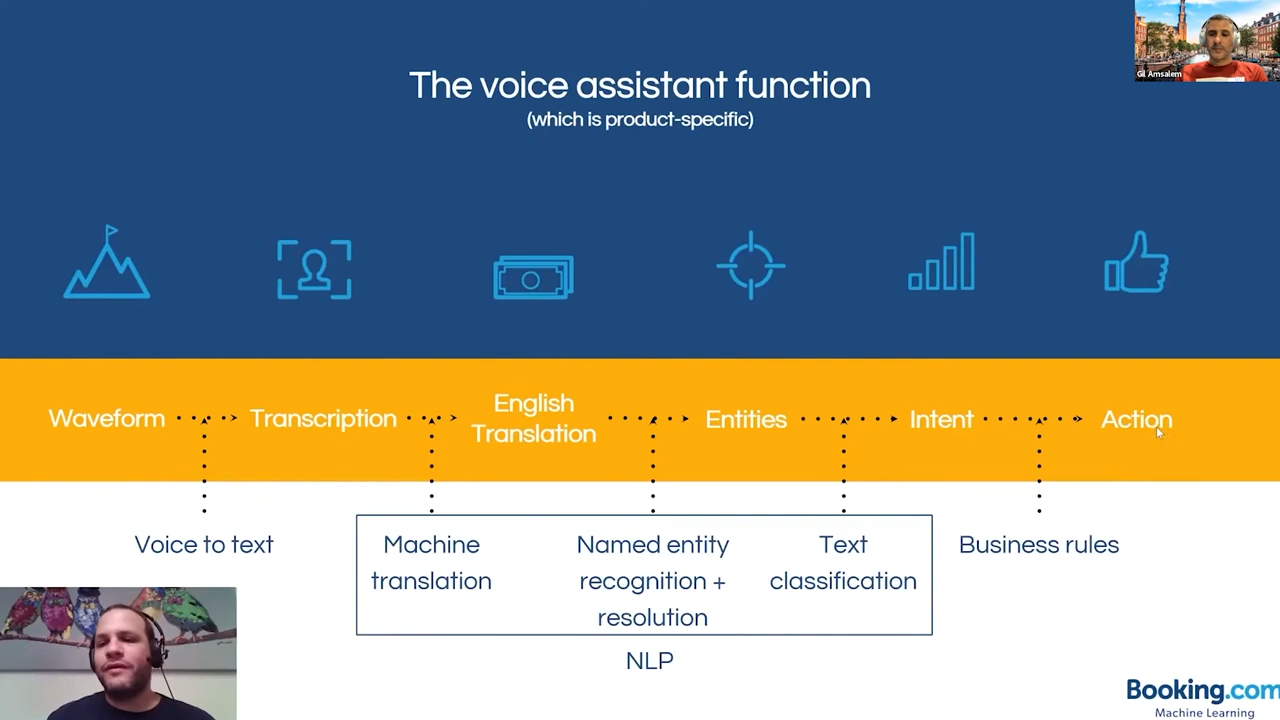 The voice assistant function
(which is product-specific)
Gil Amsalem
Waveform
Transcription
English
Translation
Entities
Intent
Action
Voice to text
Machine
translation
Named entity
recognition +
resolution
Text
classification
Business rules
NLP
Booking.com
Machine Learning